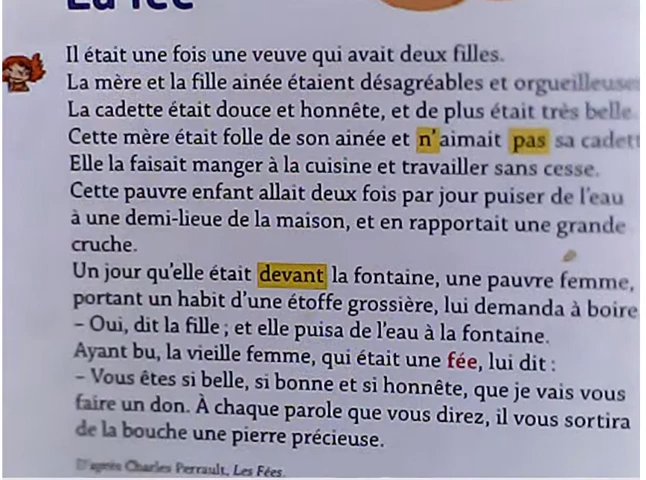 La fée
Il était une fois une veuve qui avait deux filles.
La mère et la fille ainée étaient désagréables et orgueilleuses
La cadette était douce et honnête, et de plus était très belle.
Cette mère était folle de son ainée et n'aimait pas sa cadett
Elle la faisait manger à la cuisine et travailler sans cesse.
Cette pauvre enfant allait deux fois par jour puiser de l'eau
à une demi-lieue de la maison, et en rapportait une grande
cruche.
Un jour qu'elle était devant la fontaine, une pauvre femme,
portant un habit d'une étoffe grossière, lui demanda à boire
– Oui, dit la fille ; et elle puisa de l'eau à la fontaine.
Ayant bu, la vieille femme, qui était une fée, lui dit :
– Vous êtes si belle, si bonne et si honnête, que je vais vous
faire un don. À chaque parole que vous direz, il vous sortira
de la bouche une pierre précieuse.
D'après Charles Perrault, Les Fées.